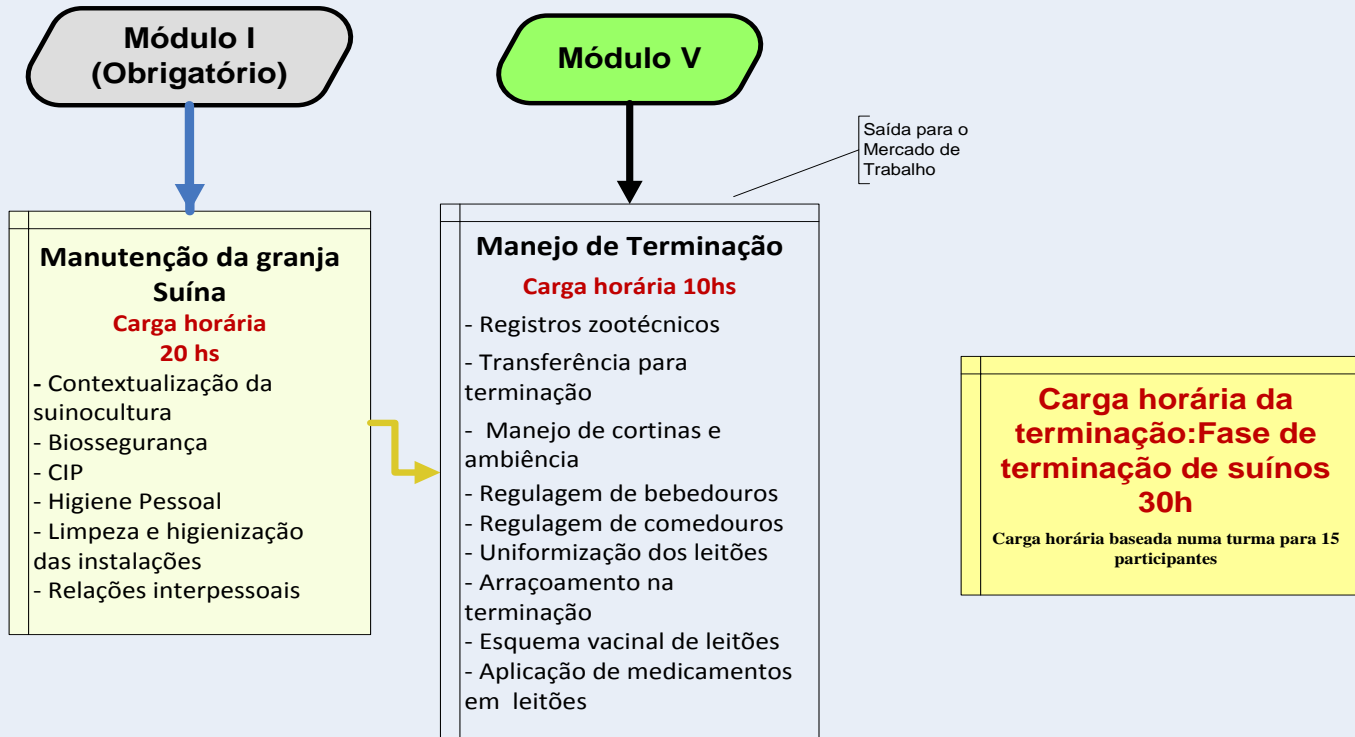 Módulo I
(Obrigatório)
Módulo V
Saída para o
Mercado de
Trabalho
Manutenção da granja
Suína
Carga horária
20 hs
- Contextualização da
suinocultura
- Biossegurança
- CIP
- Higiene Pessoal
- Limpeza e higienização
das instalações
- Relações interpessoais
Manejo de Terminação
Carga horária 10hs
- Registros zootécnicos
- Transferência para
terminação
- Manejo de cortinas e
ambiência
- Regulagem de bebedouros
- Regulagem de comedouros
- Uniformização dos leitões
- Arraçoamento na
terminação
- Esquema vacinal de leitões
- Aplicação de medicamentos
em leitões
Carga horária da
terminação:Fase de
terminação de suínos
30h
Carga horária baseada numa turma para 15
participantes